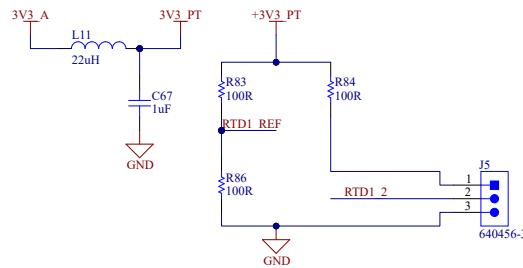 3V3_A
3V3_PT
+3V3_PT
L11
22uH
C67
1uF
GND
R83
100R
R84
100R
RTD1_REF
R86
100R
RTD1_2
J5
1
2
3
GND